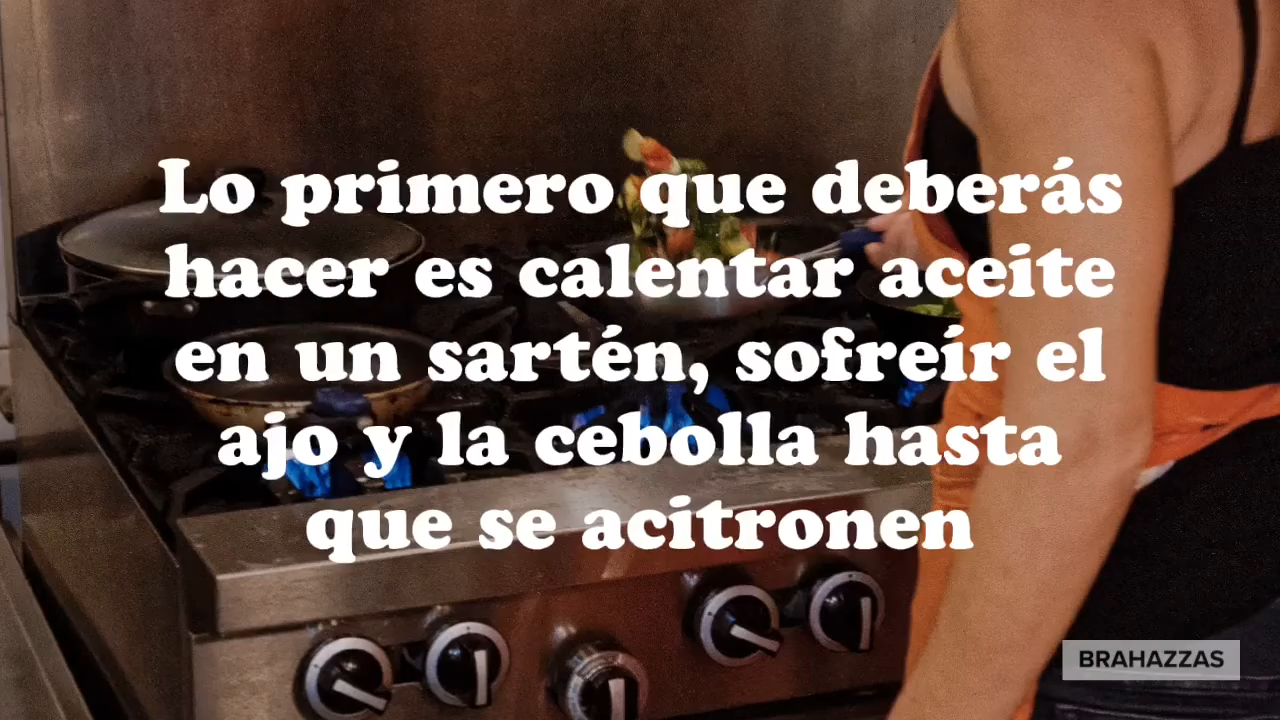 Lo primero que deberás
hacer es calentar aceite
en un sartén, sofreír el
ajo y la cebolla hasta
que se acitronen
BRAHAZZAS